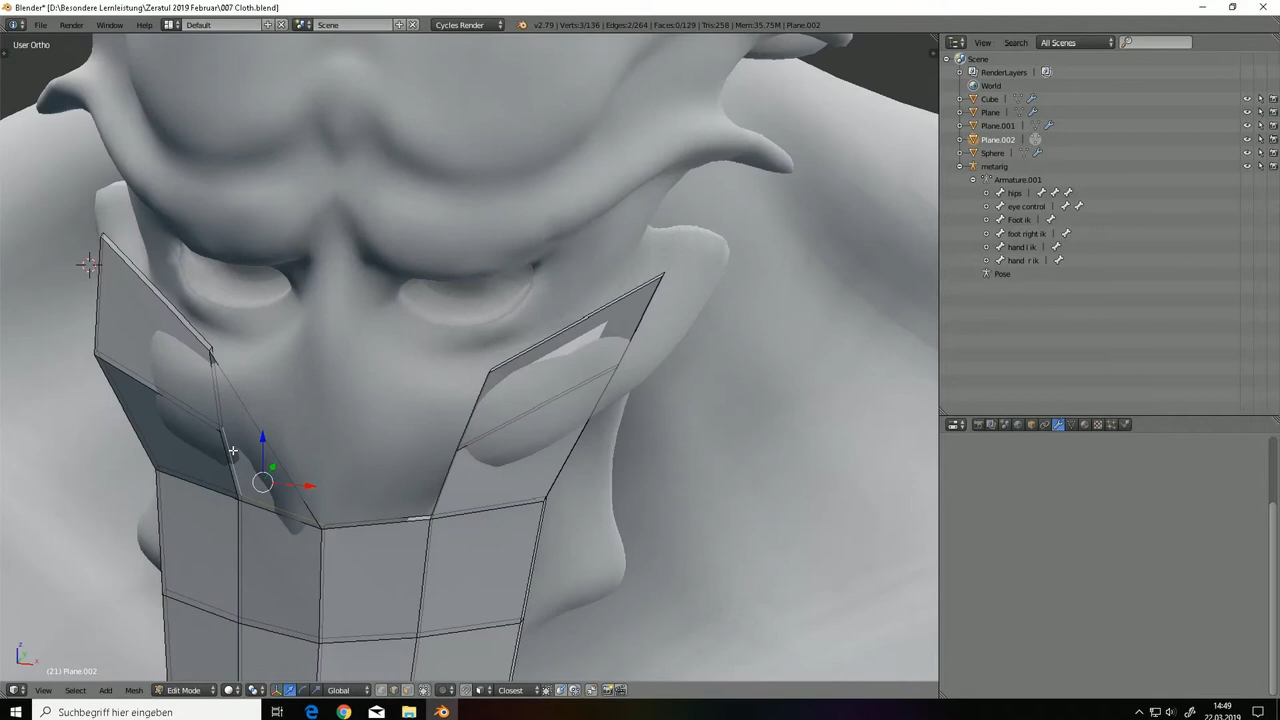 Blender* [D:\Besondere Lernleistung\Zeratul 2019 Februar\007 Cloth.blend]
File Render Window Help Default Scene Cycles Render v2.79 | Verts:3/136 | Edges:2/264 | Faces:0/129 | Tris:258 | Mem:35.75M | Plane.002
View Search All Scenes
User Ortho
Scene
RenderLayers
World
Cube
Plane
Plane.001
Plane.002
Sphere
metarig
Armature.001
hips
eye control
Foot ik
foot right ik
hand l ik
hand r ik
Pose
z
y
x
(21) Plane.002
View Select Add Mesh Edit Mode Global Closest
Suchbegriff hier eingeben
14:49
22.03.2019